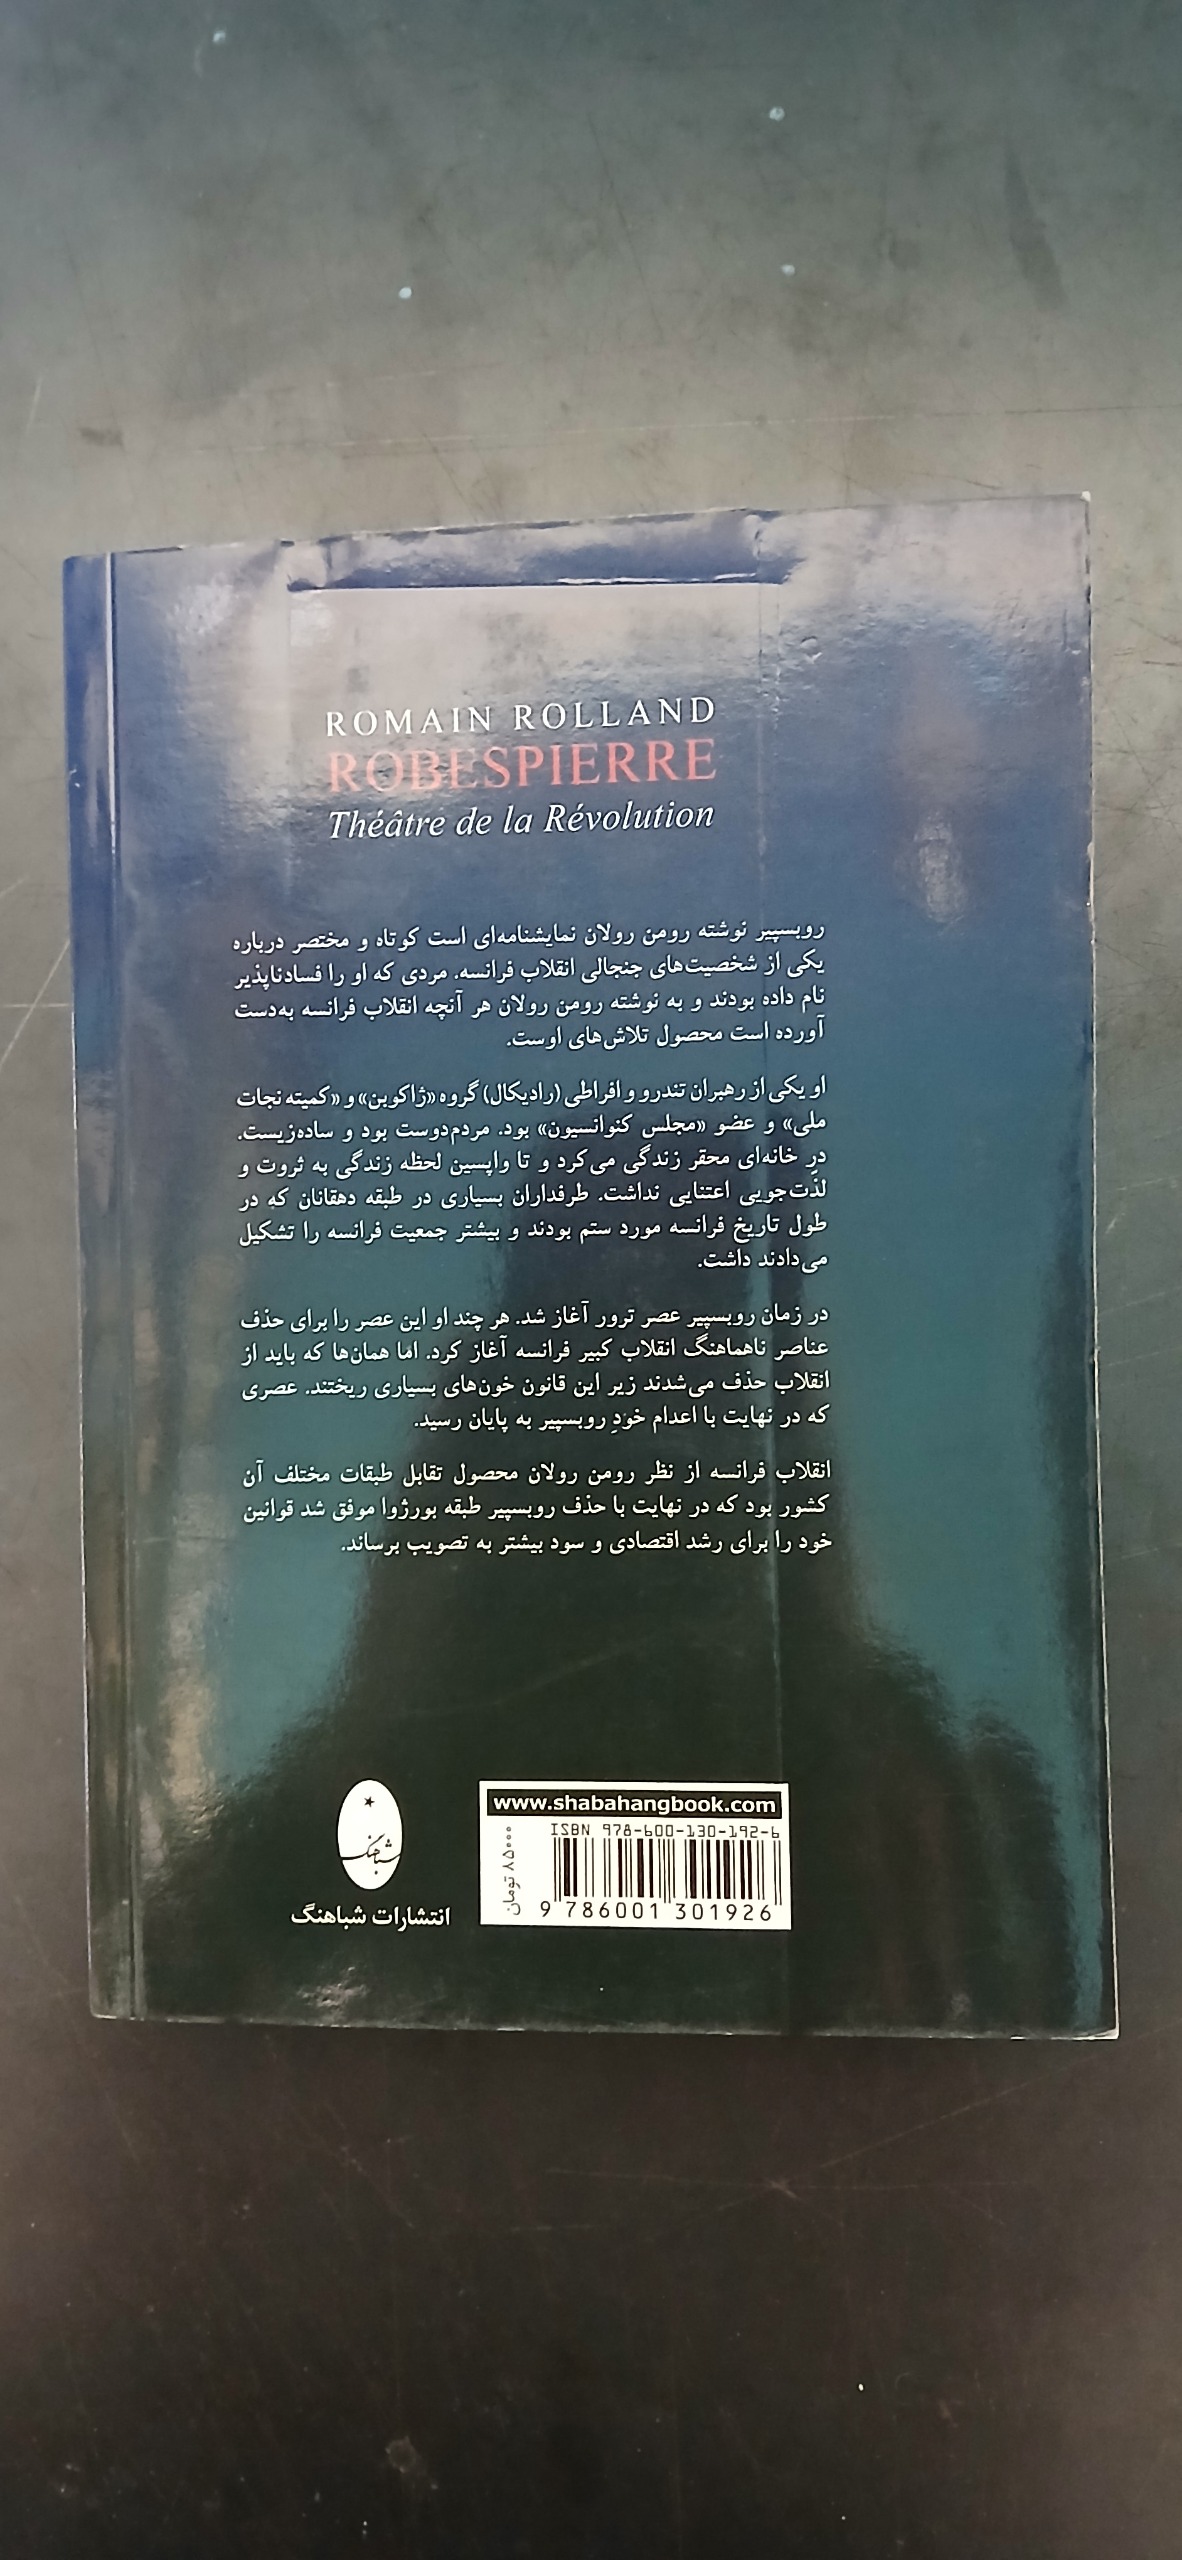 ROMAIN ROLLAND
ROBESPIERRE
Théâtre de la Révolution
روبسپیر نوشته رومن رولان نمایشنامه‌ای است کوتاه و مختصر درباره
یکی از شخصیت‌های جنجالی انقلاب فرانسه. مردی که او را فسادناپذیر
نام داده بودند و به نوشته رومن رولان هر آنچه انقلاب فرانسه به‌دست
آورده است محصول تلاش‌های اوست.
او یکی از رهبران تندرو و افراطی (رادیکال) گروه «ژاکوبن» و «کمیته نجات
ملی» و عضو «مجلس کنوانسیون» بود. مردم‌دوست بود و ساده‌زیست.
در خانه‌ای محقر زندگی می‌کرد و تا واپسین لحظه زندگی به ثروت و
لذّت‌جویی اعتنایی نداشت. طرفداران بسیاری در طبقه دهقانان که در
طول تاریخ فرانسه مورد ستم بودند و بیشتر جمعیت فرانسه را تشکیل
می‌دادند داشت.
در زمان روبسپیر عصر ترور آغاز شد. هر چند او این عصر را برای حذف
عناصر ناهماهنگ انقلاب کبیر فرانسه آغاز کرد. اما همان‌ها که باید از
انقلاب حذف می‌شدند زیر این قانون خون‌های بسیاری ریختند. عصری
که در نهایت با اعدام خودِ روبسپیر به پایان رسید.
انقلاب فرانسه از نظر رومن رولان محصول تقابل طبقات مختلف آن
کشور بود که در نهایت با حذف روبسپیر طبقه بورژوا موفق شد قوانین
خود را برای رشد اقتصادی و سود بیشتر به تصویب برساند.
www.shabahangbook.com
ISBN 978-600-130-192-6
۸۵۰۰۰ تومان
9 786001 301926
شباهنگ
انتشارات شباهنگ